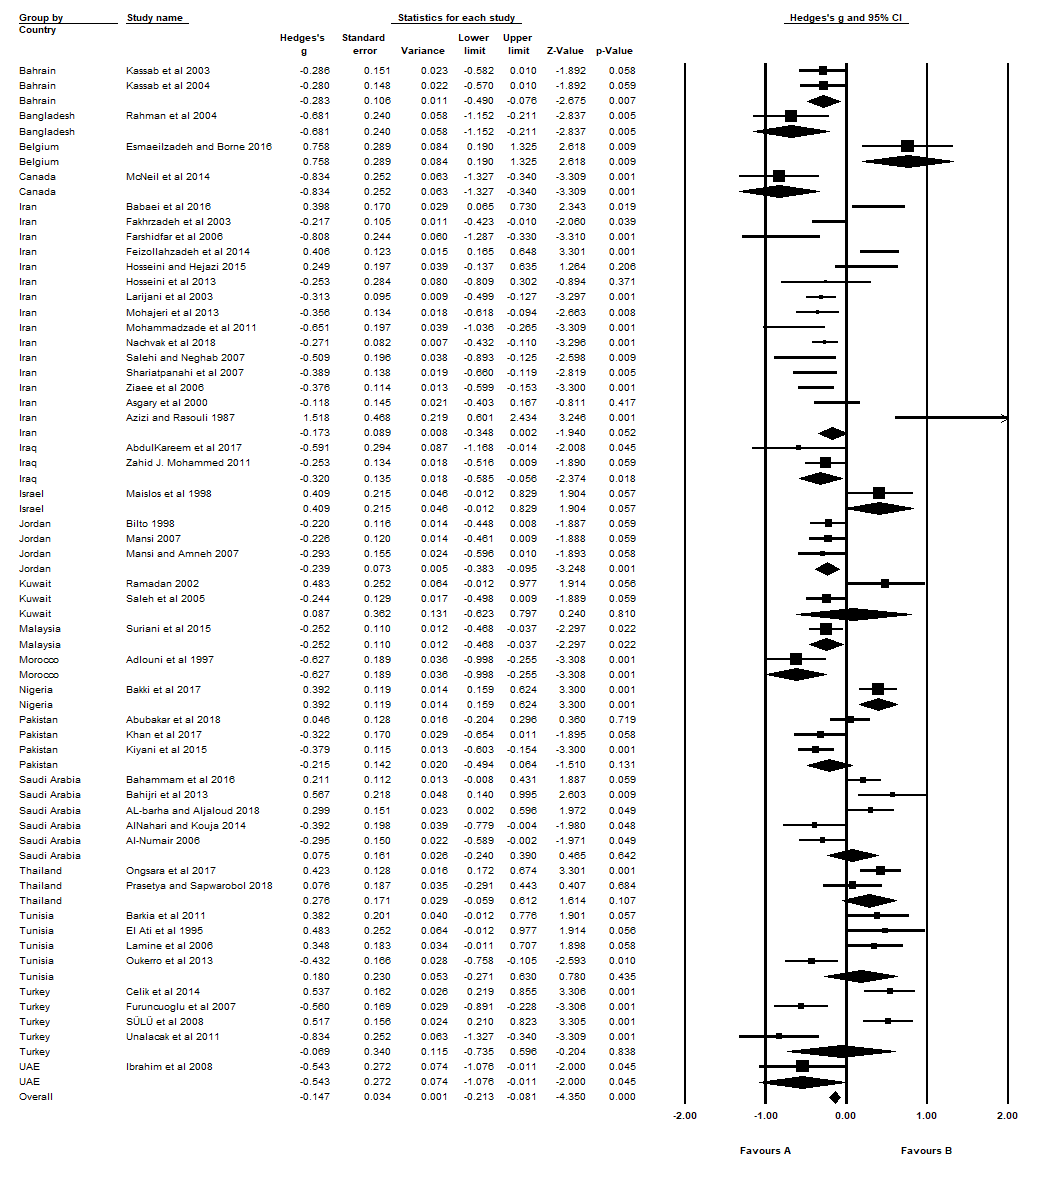 Group by Study name Statistics for each study Hedges's g and 95% CI
Country
Hedges's Standard Lower Upper
g error Variance limit limit Z-Value p-Value
Bahrain Kassab et al 2003 -0.286 0.151 0.023 -0.582 0.010 -1.892 0.058
Bahrain Kassab et al 2004 -0.280 0.148 0.022 -0.570 0.010 -1.892 0.059
Bahrain -0.283 0.106 0.011 -0.490 -0.076 -2.675 0.007
Bangladesh Rahman et al 2004 -0.681 0.240 0.058 -1.152 -0.211 -2.837 0.005
Bangladesh -0.681 0.240 0.058 -1.152 -0.211 -2.837 0.005
Belgium Esmaeilzadeh and Borne 2016 0.758 0.289 0.084 0.190 1.325 2.618 0.009
Belgium 0.758 0.289 0.084 0.190 1.325 2.618 0.009
Canada McNeil et al 2014 -0.834 0.252 0.063 -1.327 -0.340 -3.309 0.001
Canada -0.834 0.252 0.063 -1.327 -0.340 -3.309 0.001
Iran Babaei et al 2016 0.398 0.170 0.029 0.065 0.730 2.343 0.019
Iran Fakhrzadeh et al 2003 -0.217 0.105 0.011 -0.423 -0.010 -2.060 0.039
Iran Farshidfar et al 2006 -0.808 0.244 0.060 -1.287 -0.330 -3.310 0.001
Iran Feizollahzadeh et al 2014 0.406 0.123 0.015 0.165 0.648 3.301 0.001
Iran Hosseini and Hejazi 2015 0.249 0.197 0.039 -0.137 0.635 1.264 0.206
Iran Hosseini et al 2013 -0.253 0.284 0.080 -0.809 0.302 -0.894 0.371
Iran Larijani et al 2003 -0.313 0.095 0.009 -0.499 -0.127 -3.297 0.001
Iran Mohajeri et al 2013 -0.356 0.134 0.018 -0.618 -0.094 -2.663 0.008
Iran Mohammadzade et al 2011 -0.651 0.197 0.039 -1.036 -0.265 -3.309 0.001
Iran Nachvak et al 2018 -0.271 0.082 0.007 -0.432 -0.110 -3.296 0.001
Iran Salehi and Neghab 2007 -0.509 0.196 0.038 -0.893 -0.125 -2.598 0.009
Iran Shariatpanahi et al 2007 -0.389 0.138 0.019 -0.660 -0.119 -2.819 0.005
Iran Ziaee et al 2006 -0.376 0.114 0.013 -0.599 -0.153 -3.300 0.001
Iran Asgary et al 2000 -0.118 0.145 0.021 -0.403 0.167 -0.811 0.417
Iran Azizi and Rasouli 1987 1.518 0.468 0.219 0.601 2.434 3.246 0.001
Iran -0.173 0.089 0.008 -0.348 0.002 -1.940 0.052
Iraq AbdulKareem et al 2017 -0.591 0.294 0.087 -1.168 -0.014 -2.008 0.045
Iraq Zahid J. Mohammed 2011 -0.253 0.134 0.018 -0.516 0.009 -1.890 0.059
Iraq -0.320 0.135 0.018 -0.585 -0.056 -2.374 0.018
Israel Maislos et al 1998 0.409 0.215 0.046 -0.012 0.829 1.904 0.057
Israel 0.409 0.215 0.046 -0.012 0.829 1.904 0.057
Jordan Bilto 1998 -0.220 0.116 0.014 -0.448 0.008 -1.887 0.059
Jordan Mansi 2007 -0.226 0.120 0.014 -0.461 0.009 -1.888 0.059
Jordan Mansi and Amneh 2007 -0.293 0.155 0.024 -0.596 0.010 -1.893 0.058
Jordan -0.239 0.073 0.005 -0.383 -0.095 -3.248 0.001
Kuwait Ramadan 2002 0.483 0.252 0.064 -0.012 0.977 1.914 0.056
Kuwait Saleh et al 2005 -0.244 0.129 0.017 -0.498 0.009 -1.889 0.059
Kuwait 0.087 0.362 0.131 -0.623 0.797 0.240 0.810
Malaysia Suriani et al 2015 -0.252 0.110 0.012 -0.468 -0.037 -2.297 0.022
Malaysia -0.252 0.110 0.012 -0.468 -0.037 -2.297 0.022
Morocco Adlouni et al 1997 -0.627 0.189 0.036 -0.998 -0.255 -3.308 0.001
Morocco -0.627 0.189 0.036 -0.998 -0.255 -3.308 0.001
Nigeria Bakki et al 2017 0.392 0.119 0.014 0.159 0.624 3.300 0.001
Nigeria 0.392 0.119 0.014 0.159 0.624 3.300 0.001
Pakistan Abubakar et al 2018 0.046 0.128 0.016 -0.204 0.296 0.360 0.719
Pakistan Khan et al 2017 -0.322 0.170 0.029 -0.654 0.011 -1.895 0.058
Pakistan Kiyani et al 2015 -0.379 0.115 0.013 -0.603 -0.154 -3.300 0.001
Pakistan -0.215 0.142 0.020 -0.494 0.064 -1.510 0.131
Saudi Arabia Bahammam et al 2016 0.211 0.112 0.013 -0.008 0.431 1.887 0.059
Saudi Arabia Bahijri et al 2013 0.567 0.218 0.048 0.140 0.995 2.603 0.009
Saudi Arabia AL-barha and Aljaloud 2018 0.299 0.151 0.023 0.002 0.596 1.972 0.049
Saudi Arabia AlNahari and Kouja 2014 -0.392 0.198 0.039 -0.779 -0.004 -1.980 0.048
Saudi Arabia Al-Numair 2006 -0.295 0.150 0.022 -0.589 -0.002 -1.971 0.049
Saudi Arabia 0.075 0.161 0.026 -0.240 0.390 0.465 0.642
Thailand Ongsara et al 2017 0.423 0.128 0.016 0.172 0.674 3.301 0.001
Thailand Prasetya and Sapwarobol 2018 0.076 0.187 0.035 -0.291 0.443 0.407 0.684
Thailand 0.276 0.171 0.029 -0.059 0.612 1.614 0.107
Tunisia Barkia et al 2011 0.382 0.201 0.040 -0.012 0.776 1.901 0.057
Tunisia El Ati et al 1995 0.483 0.252 0.064 -0.012 0.977 1.914 0.056
Tunisia Lamine et al 2006 0.348 0.183 0.034 -0.011 0.707 1.898 0.058
Tunisia Oukerro et al 2013 -0.432 0.166 0.028 -0.758 -0.105 -2.593 0.010
Tunisia 0.180 0.230 0.053 -0.271 0.630 0.780 0.435
Turkey Celik et al 2014 0.537 0.162 0.026 0.219 0.855 3.306 0.001
Turkey Furuncuoglu et al 2007 -0.560 0.169 0.029 -0.891 -0.228 -3.306 0.001
Turkey SÜLÜ et al 2008 0.517 0.156 0.024 0.210 0.823 3.305 0.001
Turkey Unalacak et al 2011 -0.834 0.252 0.063 -1.327 -0.340 -3.309 0.001
Turkey -0.069 0.340 0.115 -0.735 0.596 -0.204 0.838
UAE Ibrahim et al 2008 -0.543 0.272 0.074 -1.076 -0.011 -2.000 0.045
UAE -0.543 0.272 0.074 -1.076 -0.011 -2.000 0.045
Overall -0.147 0.034 0.001 -0.213 -0.081 -4.350 0.000
-2.00 -1.00 0.00 1.00 2.00
Favours A Favours B